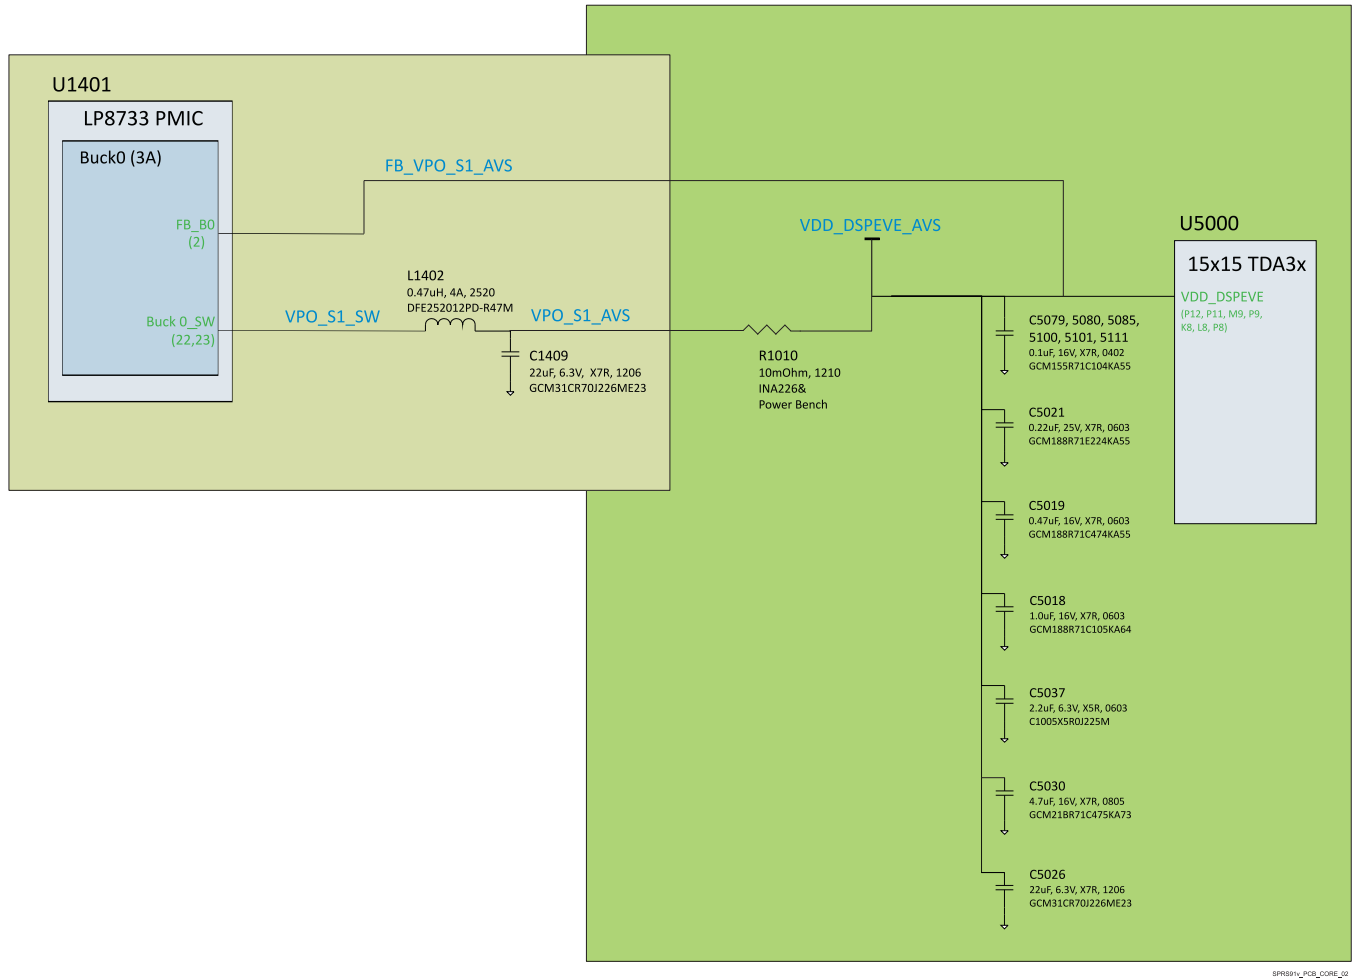 U1401
LP8733 PMIC
Buck0 (3A)
FB_B0
(2)
Buck 0_SW
(22,23)
FB_VPO_S1_AVS
VPO_S1_SW
L1402
0.47uH, 4A, 2520
DFE252012PD-R47M
VPO_S1_AVS
C1409
22uF, 6.3V,  X7R, 1206
GCM31CR70J226ME23
VDD_DSPEVE_AVS
R1010
10mOhm, 1210
INA226&
Power Bench
U5000
15x15 TDA3x
VDD_DSPEVE
(P12, P11, M9, P9,
K8, L8, P8)
C5079, 5080, 5085,
5100, 5101, 5111
0.1uF, 16V, X7R, 0402
GCM155R71C104KA55
C5021
0.22uF, 25V, X7R, 0603
GCM188R71E224KA55
C5019
0.47uF, 16V, X7R, 0603
GCM188R71C474KA55
C5018
1.0uF, 16V, X7R, 0603
GCM188R71C105KA64
C5037
2.2uF, 6.3V, X5R, 0603
C1005X5R0J225M
C5030
4.7uF, 16V, X7R, 0805
GCM21BR71C475KA73
C5026
22uF, 6.3V, X7R, 1206
GCM31CR70J226ME23
SPRS91v_PCB_CORE_02